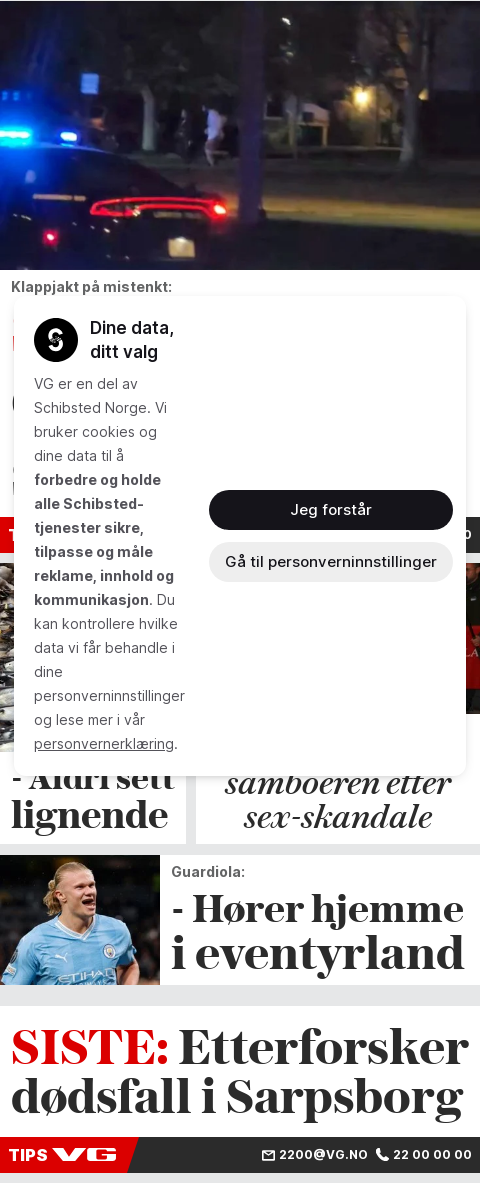 Klappjakt på mistenkt:
Dine data,
ditt valg
VG er en del av
Schibsted Norge. Vi
bruker cookies og
dine data til å
forbedre og holde
alle Schibsted-
tjenester sikre,
tilpasse og måle
reklame, innhold og
kommunikasjon. Du
kan kontrollere hvilke
data vi får behandle i
dine
personverninnstillinger
og lese mer i vår
personvernerklæring.
Jeg forstår
Gå til personverninnstillinger
- Aldri sett
lignende
samboeren etter
sex-skandale
Guardiola:
- Hører hjemme
i eventyrland
SISTE: Etterforsker
dødsfall i Sarpsborg
TIPS VG 2200@VG.NO 22 00 00 00